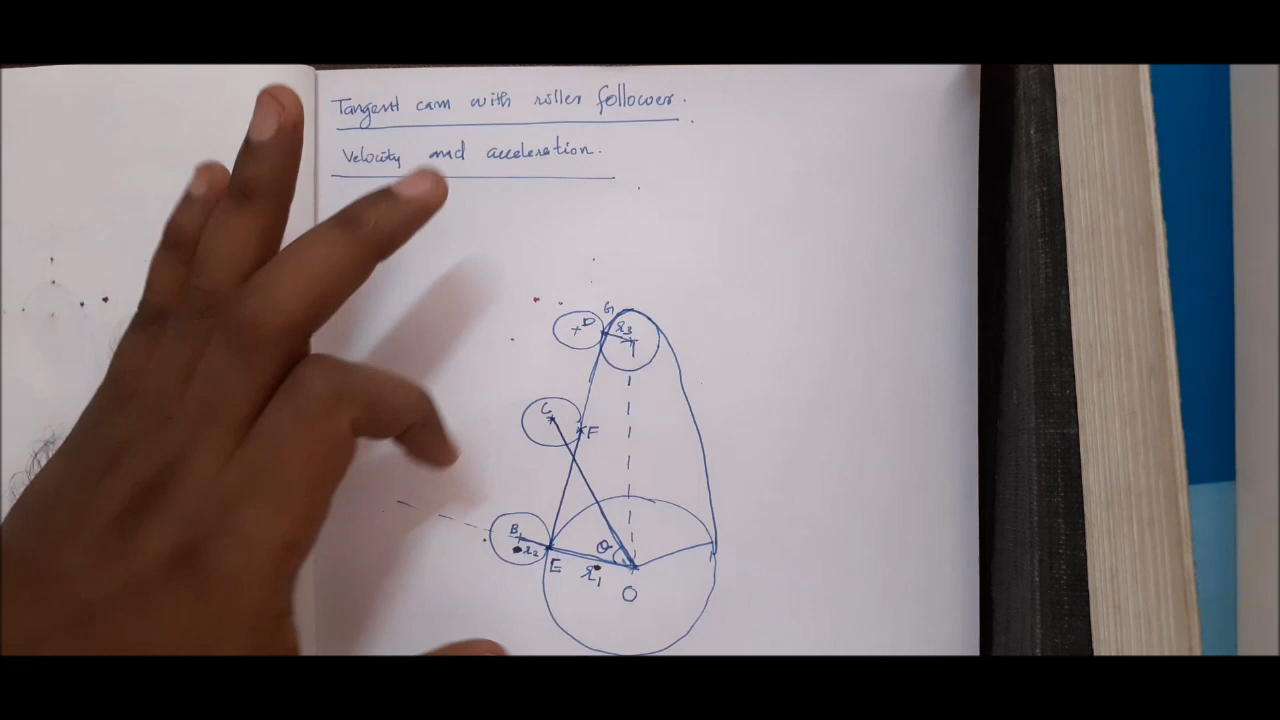 Tangent cam with roller follower.
Velocity and acceleration.
G
D
r3
C
F
B
r2
θ
E
r1
O